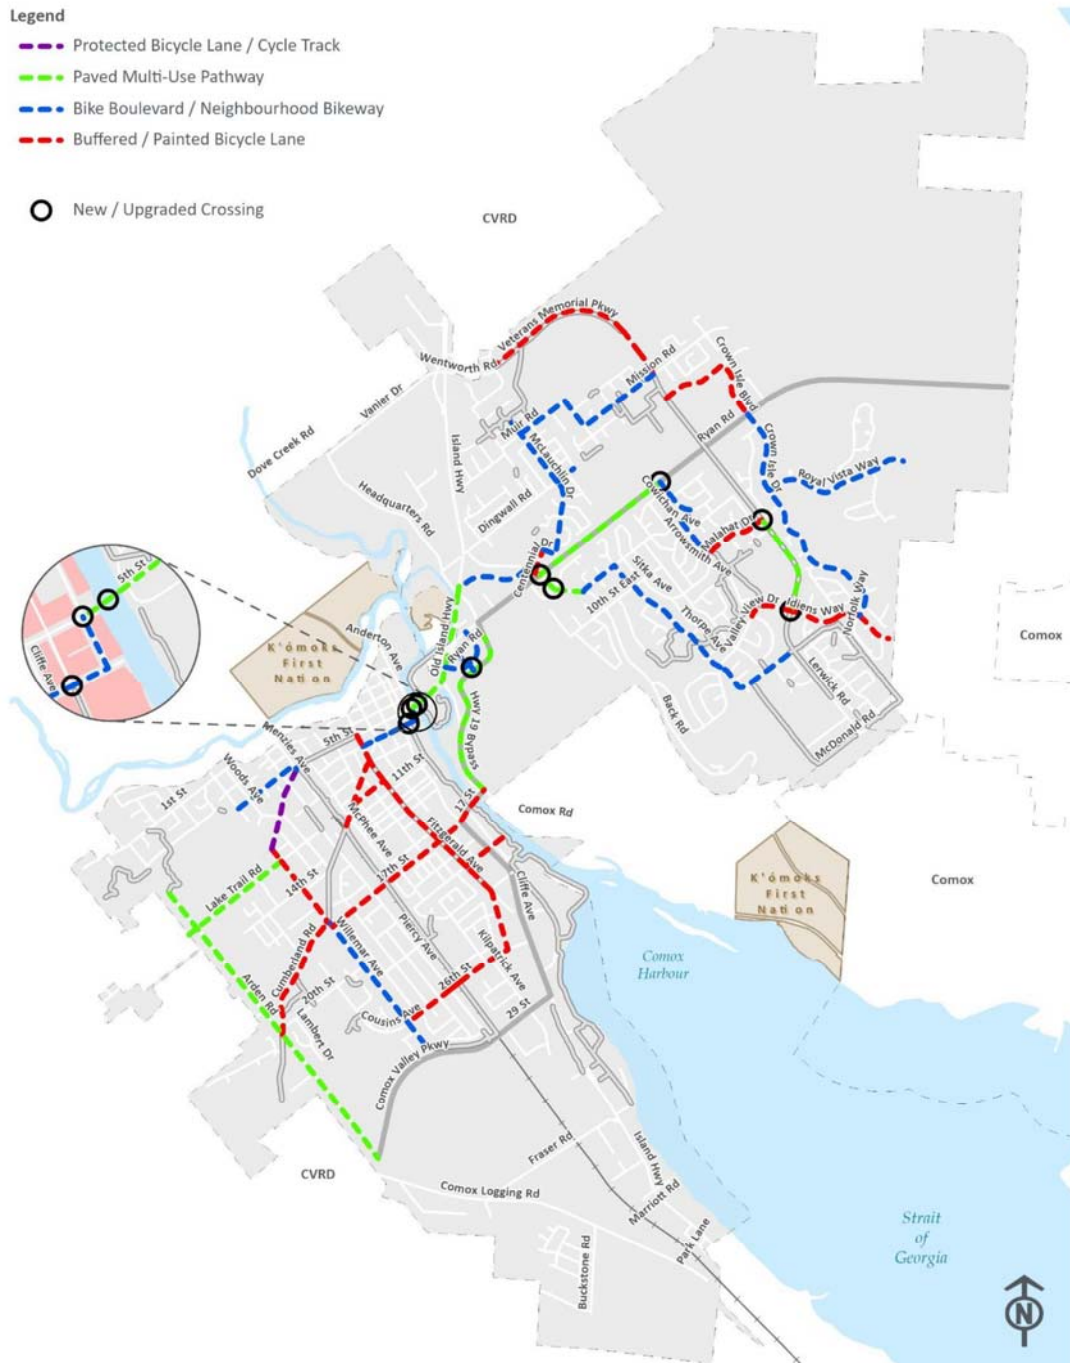 Legend
Protected Bicycle Lane / Cycle Track
Paved Multi-Use Pathway
Bike Boulevard / Neighbourhood Bikeway
Buffered / Painted Bicycle Lane
New / Upgraded Crossing
CVRD
Veterans Memorial Pkwy
Wentworth Rd
Mission Rd
Crown Isle Blvd
Vanier Dr
Muir Rd
Ryan Rd
Island Hwy
McLauchlin Dr
Crown Isle Dr
Dove Creek Rd
Royal Vista Way
Headquarters Rd
Dingwall Rd
Cowichan Ave
Malahat Dr
Arrowsmith Ave
Centennial Dr
5th St
Sitka Ave
10th St East
Old Island Hwy
Thorpe Ave
Valley View Dr
Idiens Way
Norfolk Way
Anderton Ave
K'ómoks
First
Nation
Ryan Rd
Comox
Cliffe Ave
Lerwick Rd
Back Rd
McDonald Rd
Hwy 19 Bypass
Menzies Ave
5th St
Woods Ave
11th St
1st St
17 St
Comox Rd
McPhee Ave
Fitzgerald Ave
17th St
Lake Trail Rd
14th St
Cliffe Ave
K'ómoks
First
Nation
Comox
Piercy Ave
Willemar Ave
Cumberland Rd
Kilpatrick Ave
Comox
Harbour
26th St
Arden Rd
20th St
Cousins Ave
29 St
Lambert Dr
Comox Valley Pkwy
Fraser Rd
Island Hwy
CVRD
Comox Logging Rd
Marriott Rd
Park Lane
Strait
of
Georgia
Buckstone Rd
N